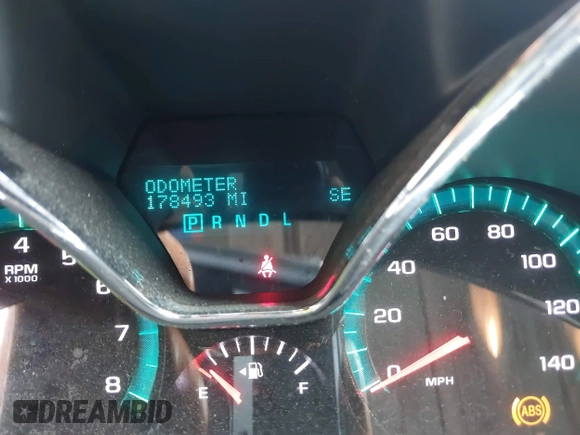 ODOMETER
178493 MI SE
P R N D L
4 5 6 7 8
RPM
X1000
E F
0 20 40 60 80 100 120 140
MPH
ABS
DREAMBID